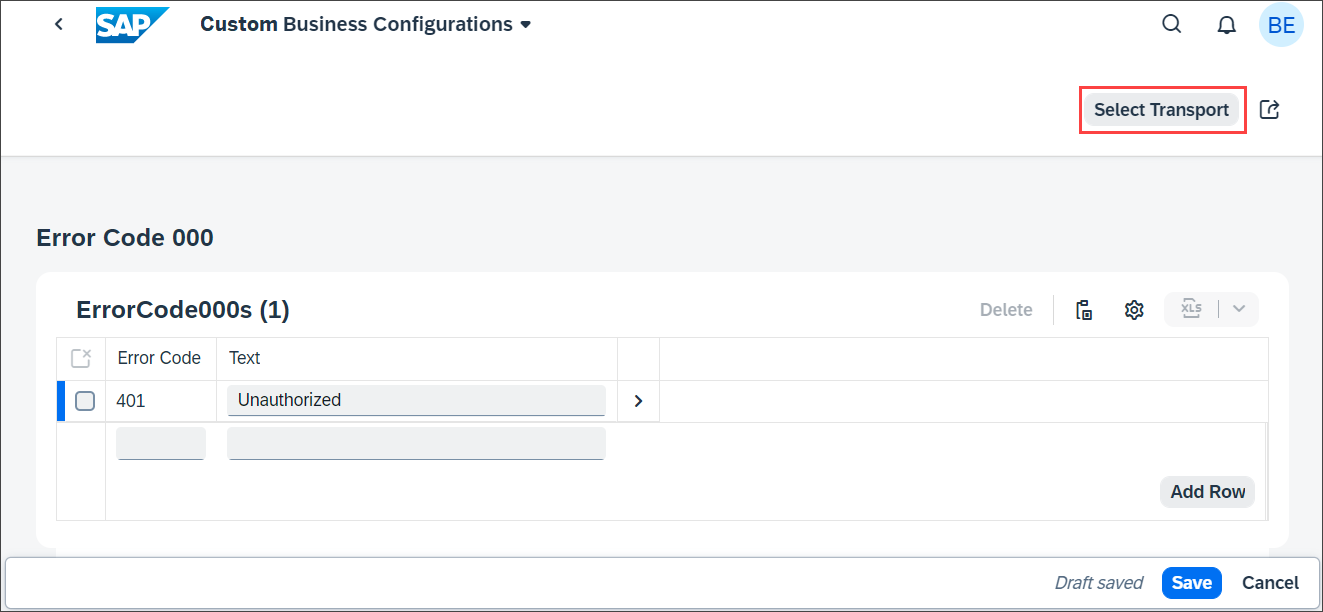 SAP Custom Business Configurations BE
Select Transport
Error Code 000
ErrorCode000s (1) Delete XLS
Error Code Text
401 Unauthorized
Add Row
Draft saved Save Cancel